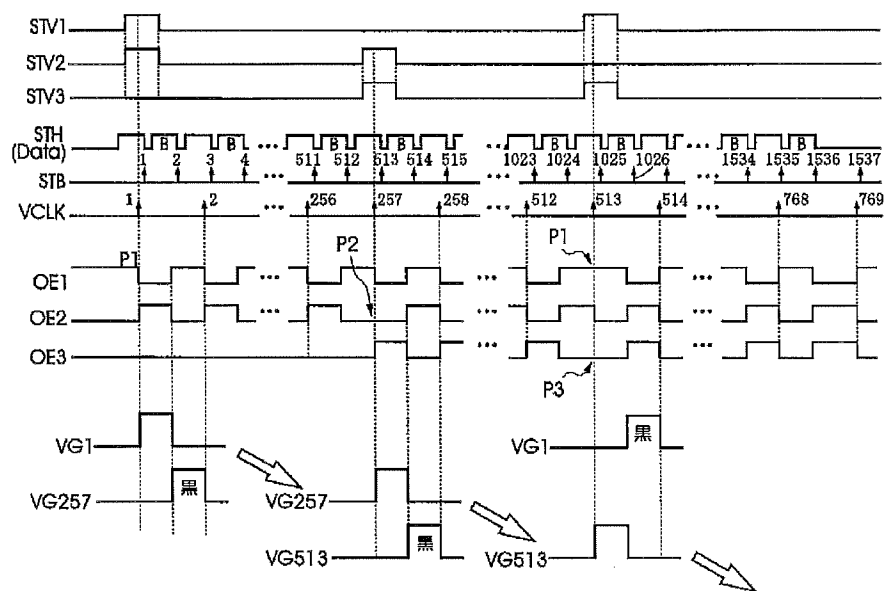 STV1
STV2
STV3
STH
(Data)
B B B B B B B B B
1 2 3 4 511 512 513 514 515 1023 1024 1025 1026 1534 1535 1536 1537
STB
VCLK
1 2 256 257 258 512 513 514 768 769
P1 P2 P1
OE1
OE2
OE3
P3
VG1
VG257 黒
VG257
VG513 黒
VG1 黒
VG513